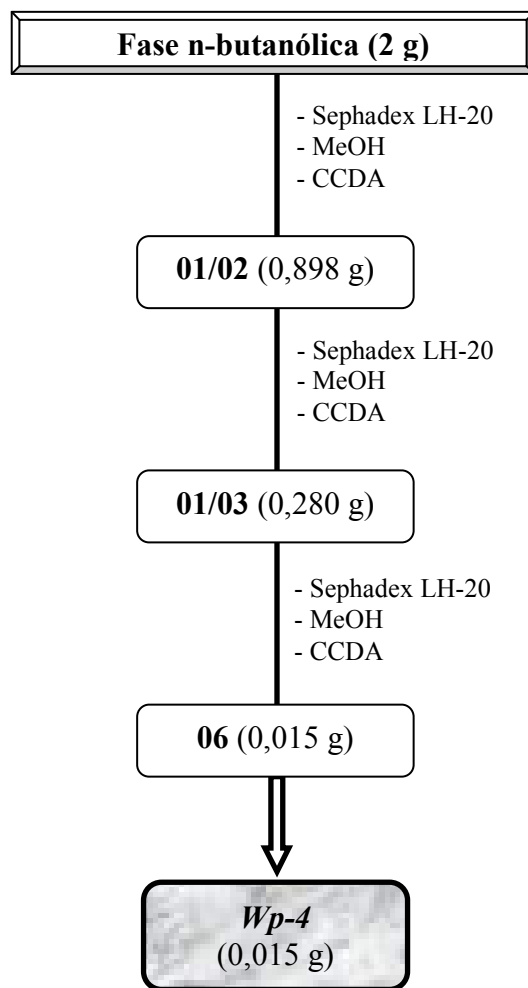 Fase n-butanólica (2 g)
- Sephadex LH-20
- MeOH
- CCDA
01/02 (0,898 g)
- Sephadex LH-20
- MeOH
- CCDA
01/03 (0,280 g)
- Sephadex LH-20
- MeOH
- CCDA
06 (0,015 g)
Wp-4
(0,015 g)